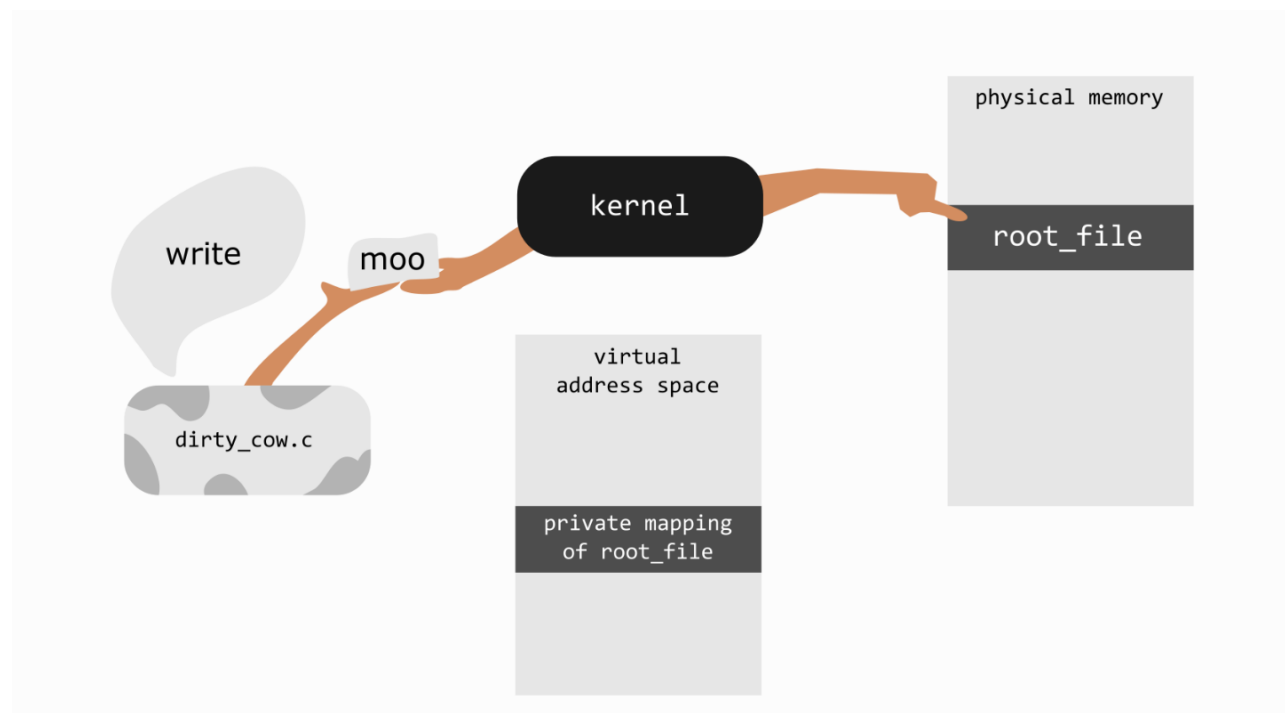 physical memory
kernel
root_file
write
moo
dirty_cow.c
virtual
address space
private mapping
of root_file